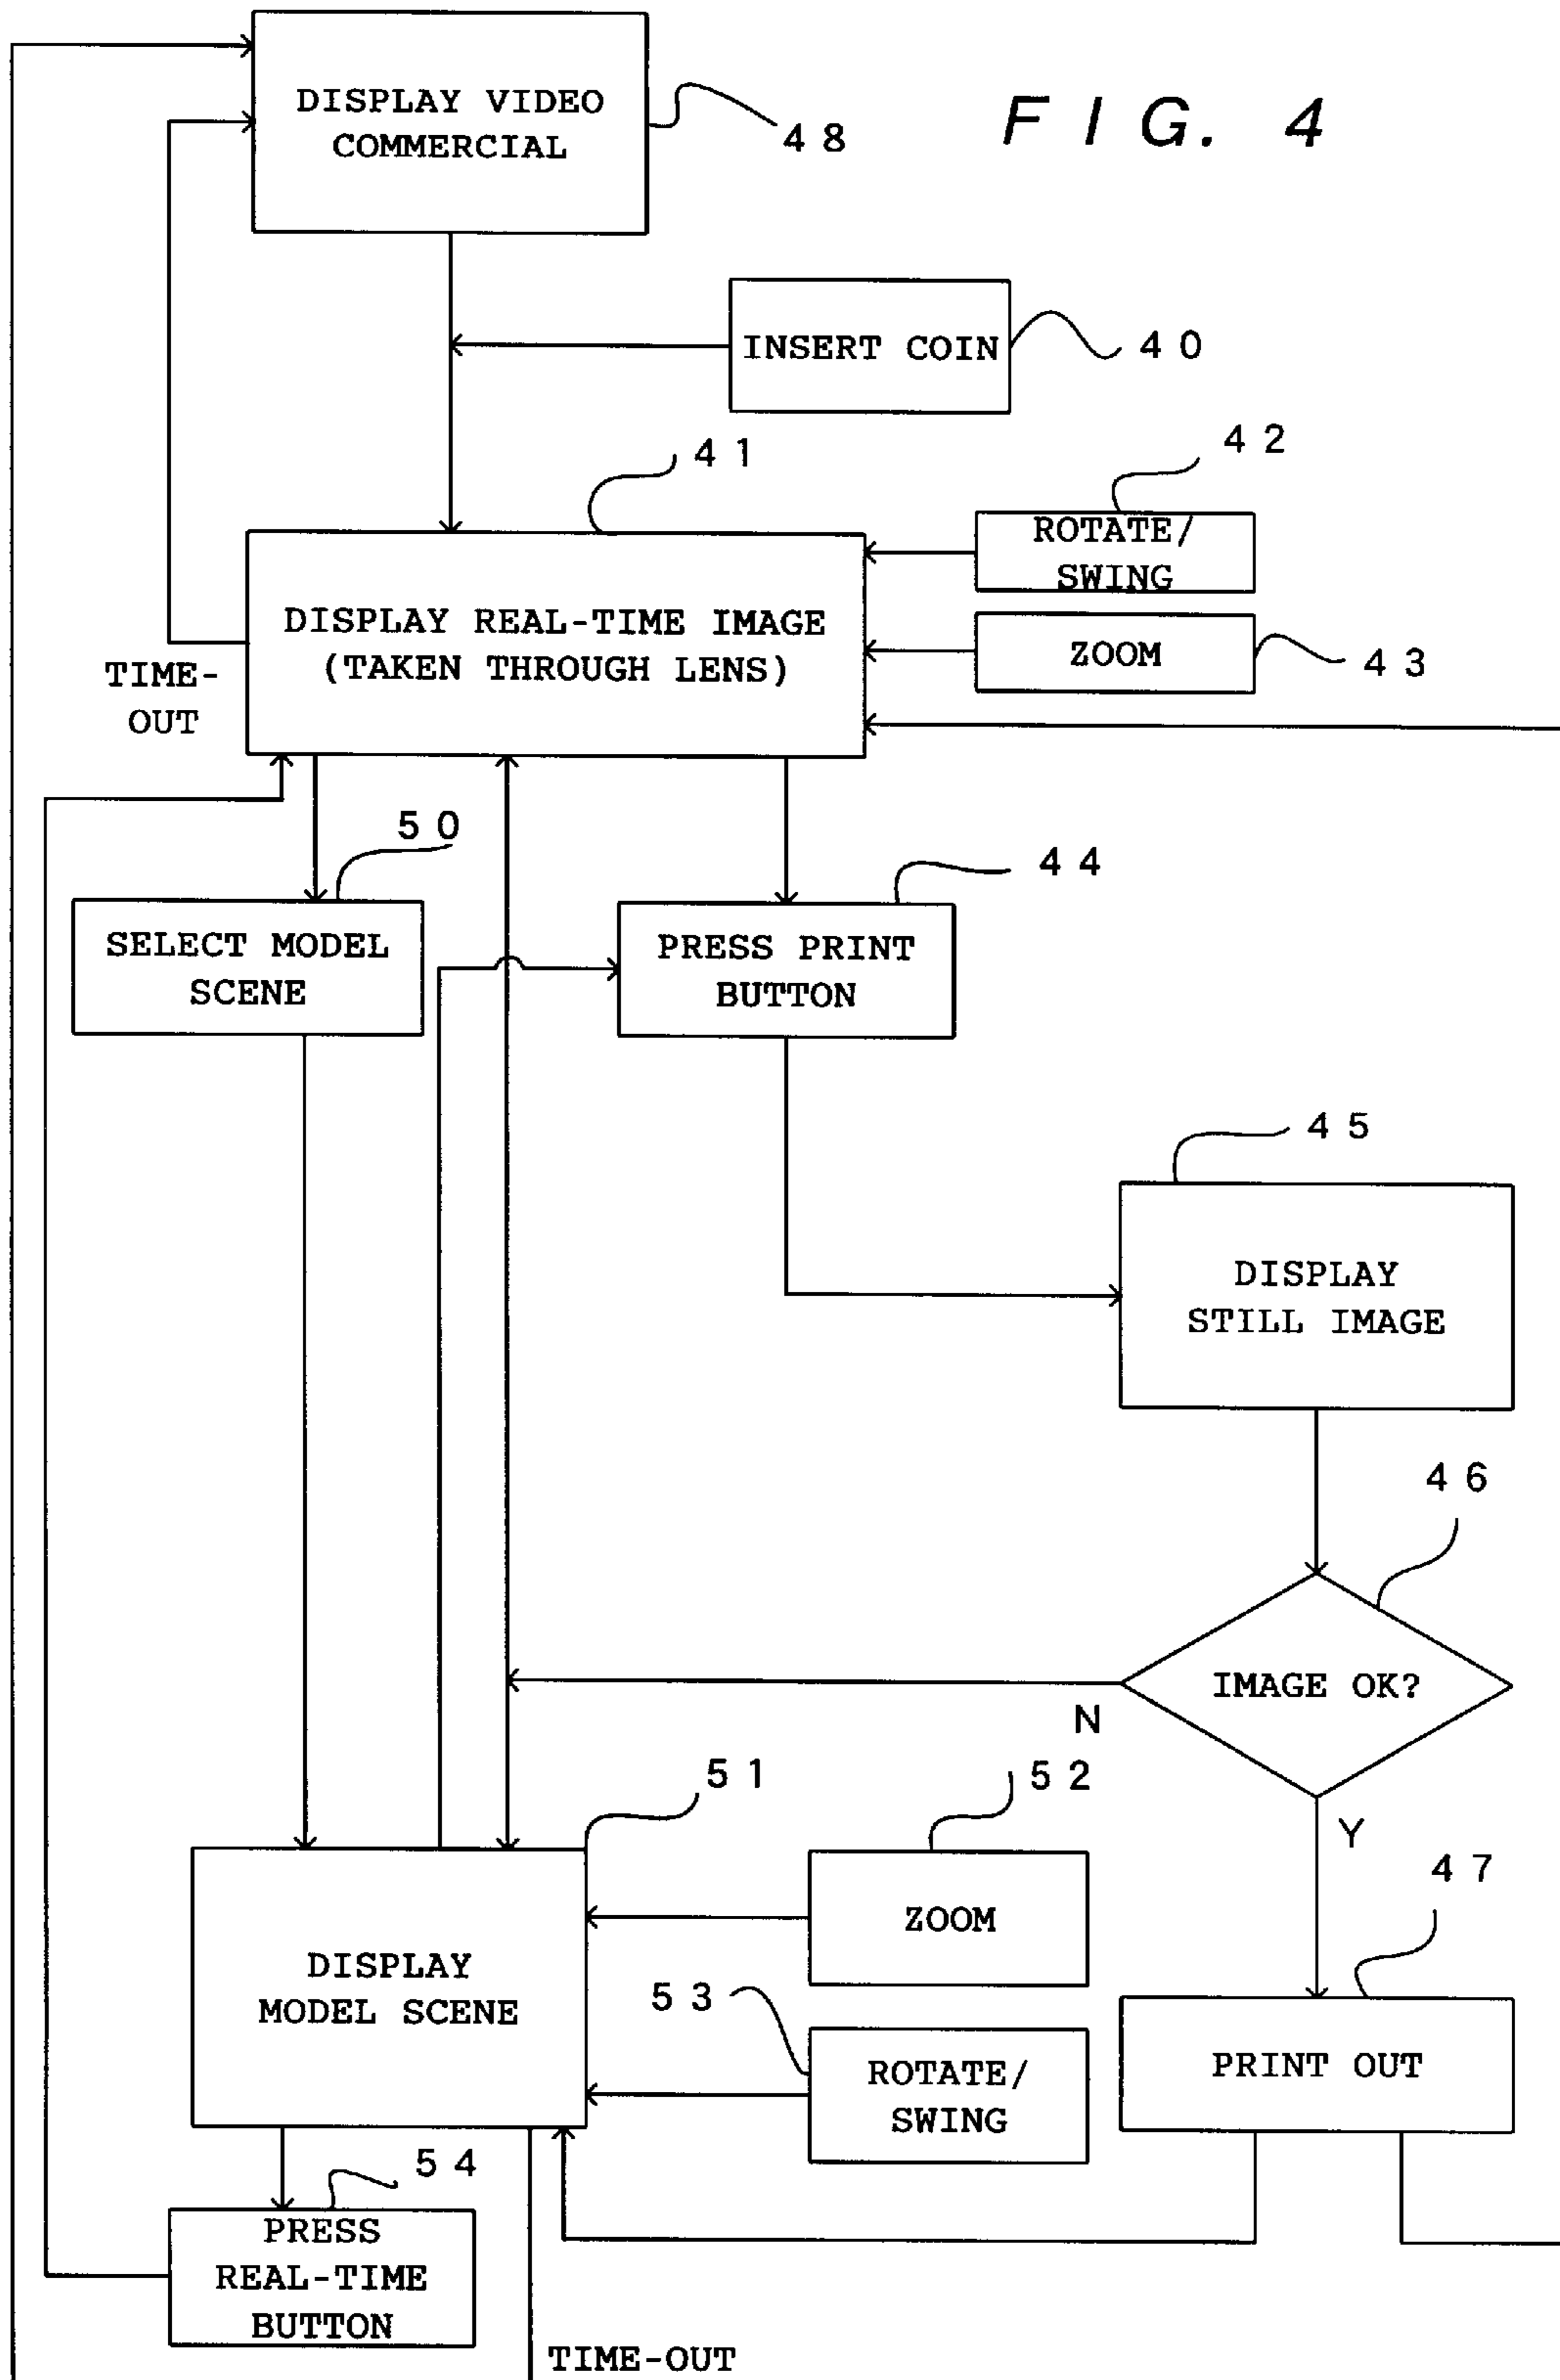 FIG. 4
DISPLAY VIDEO
COMMERCIAL
48
INSERT COIN
40
41
42
ROTATE/
SWING
DISPLAY REAL-TIME IMAGE
(TAKEN THROUGH LENS)
ZOOM
43
TIME-
OUT
50
44
SELECT MODEL
SCENE
PRESS PRINT
BUTTON
45
DISPLAY
STILL IMAGE
46
IMAGE OK?
N
Y
51
52
ZOOM
47
DISPLAY
MODEL SCENE
53
ROTATE/
SWING
PRINT OUT
54
PRESS
REAL-TIME
BUTTON
TIME-OUT